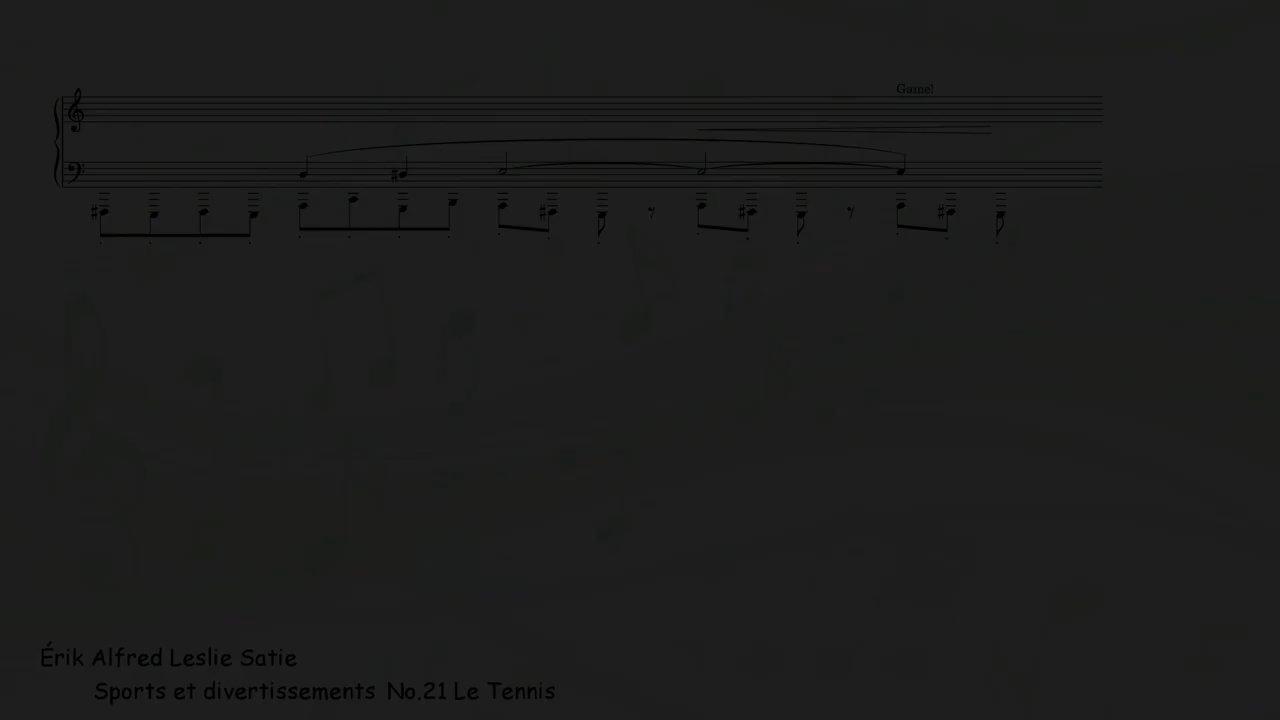 Game!
Érik Alfred Leslie Satie
Sports et divertissements No.21 Le Tennis